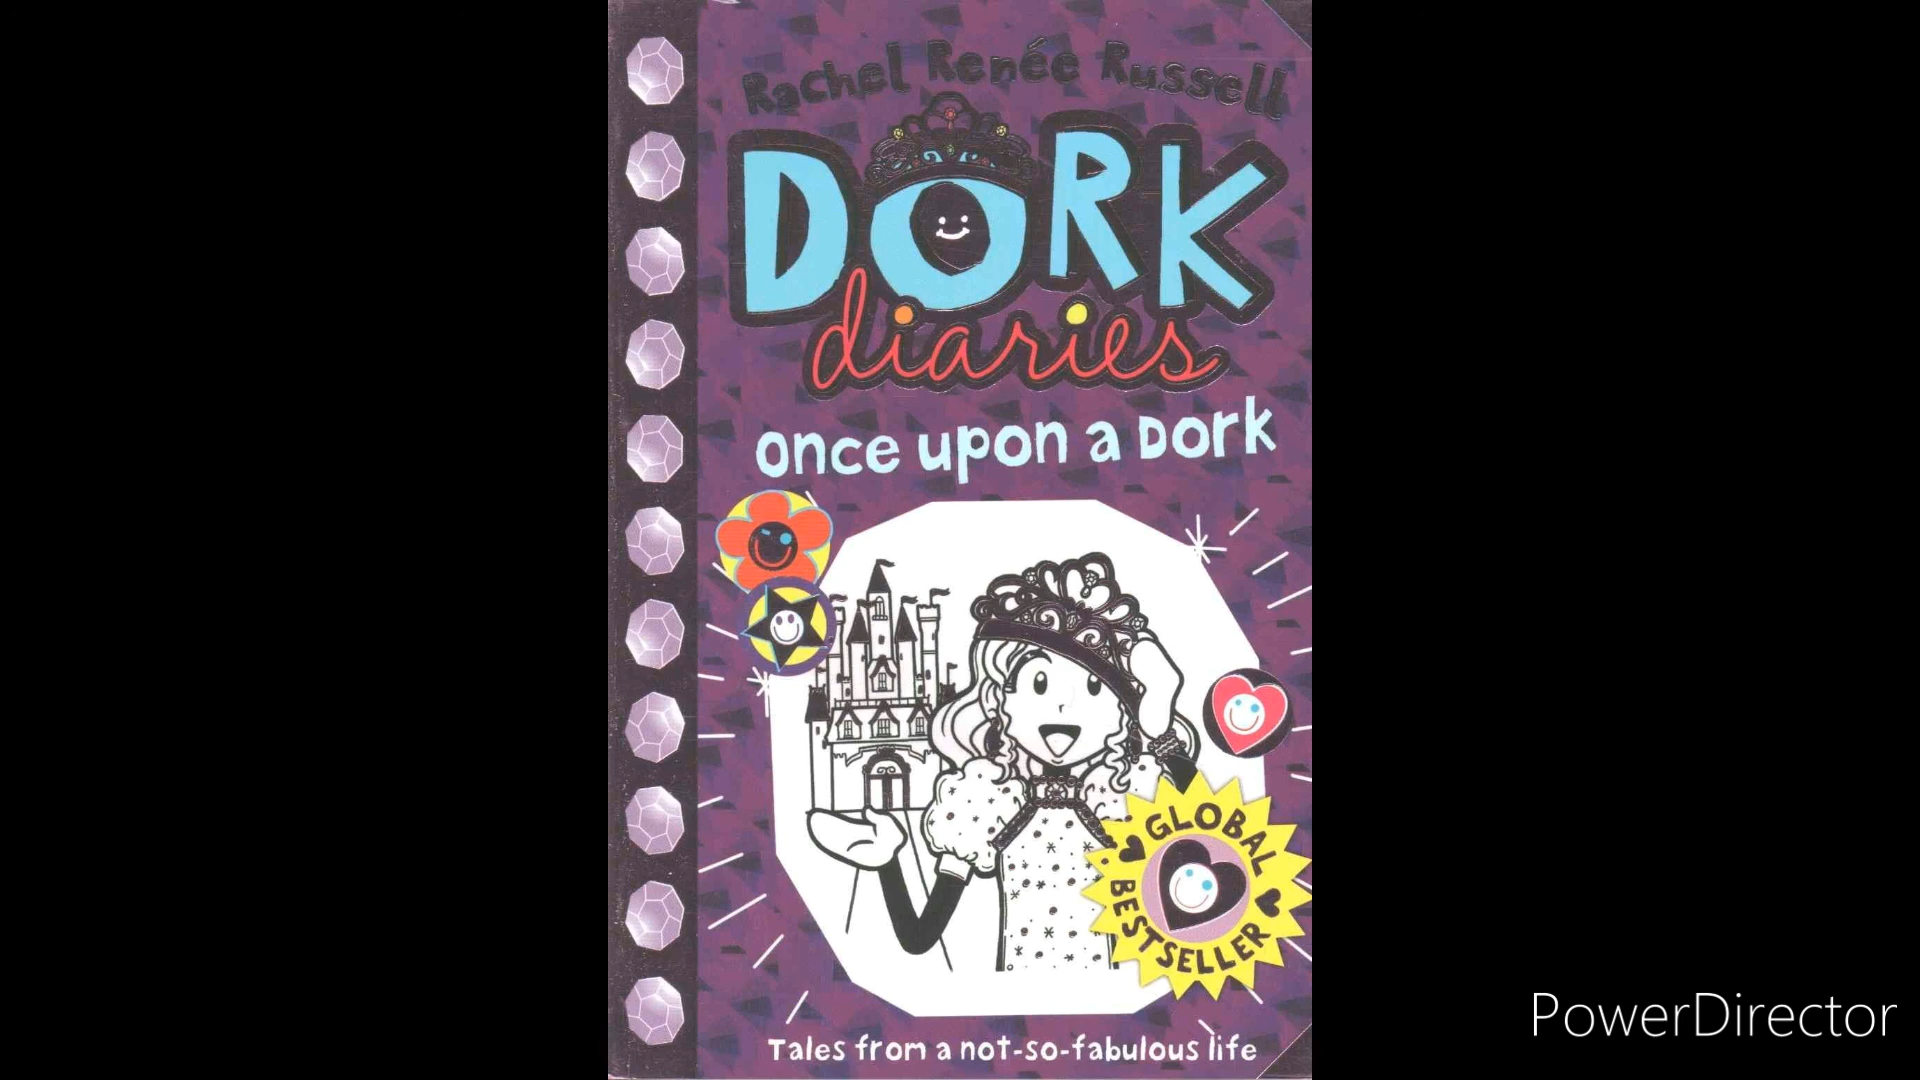 Rachel Renée Russell
DORK
diaries
once upon a Dork
GLOBAL
BESTSELLER
Tales from a not-so-fabulous life
PowerDirector